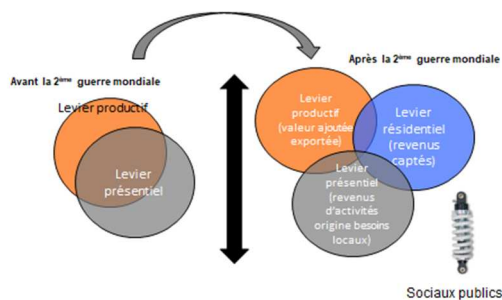 Avant la 2ème guerre mondiale
Levier productif
Levier
présentiel
Après la 2ème guerre mondiale
Levier
productif
(valeur ajoutée
exportée)
Levier
résidentiel
(revenus
captés)
Levier
présentiel
(revenus
d'activités
origine besoins
locaux)
Sociaux publics